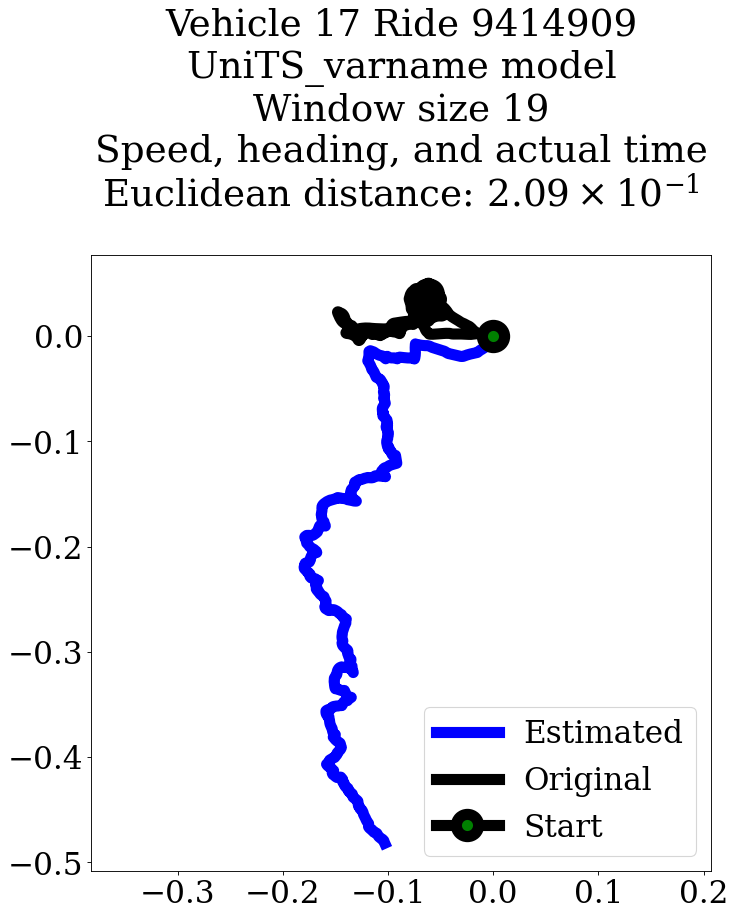 Vehicle 17 Ride 9414909
UniTS_varname model
Window size 19
Speed, heading, and actual time
Euclidean distance: 2.09 × 10⁻¹
0.0
−0.1
−0.2
−0.3
−0.4
−0.5
−0.3 −0.2 −0.1 0.0 0.1 0.2
Estimated
Original
Start